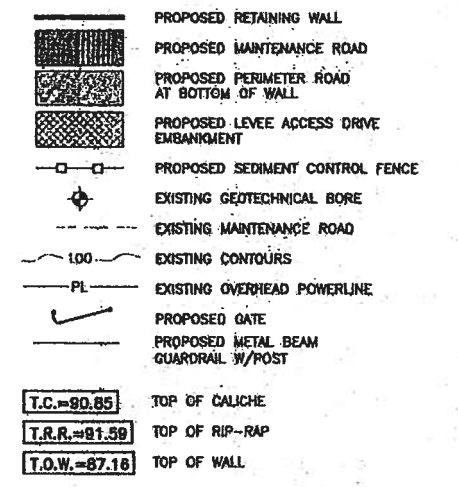 PROPOSED RETAINING WALL
PROPOSED MAINTENANCE ROAD
PROPOSED PERIMETER ROAD
AT BOTTOM OF WALL
PROPOSED LEVEE ACCESS DRIVE
EMBANKMENT
PROPOSED SEDIMENT CONTROL FENCE
EXISTING GEOTECHNICAL BORE
EXISTING MAINTENANCE ROAD
100 EXISTING CONTOURS
PL EXISTING OVERHEAD POWERLINE
PROPOSED GATE
PROPOSED METAL BEAM
GUARDRAIL W/POST
T.C.=90.85 TOP OF CALICHE
T.R.R.=91.59 TOP OF RIP-RAP
T.O.W.=87.16 TOP OF WALL